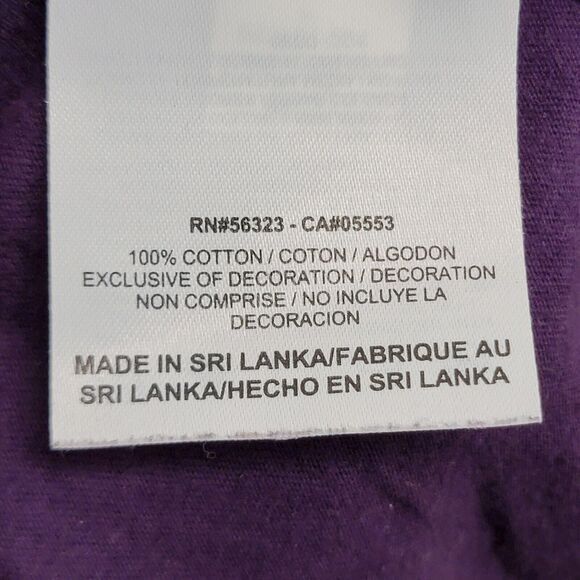 RN#56323 - CA#05553
100% COTTON / COTON / ALGODON
EXCLUSIVE OF DECORATION / DECORATION
NON COMPRISE / NO INCLUYE LA
DECORACION
MADE IN SRI LANKA/FABRIQUE AU
SRI LANKA/HECHO EN SRI LANKA